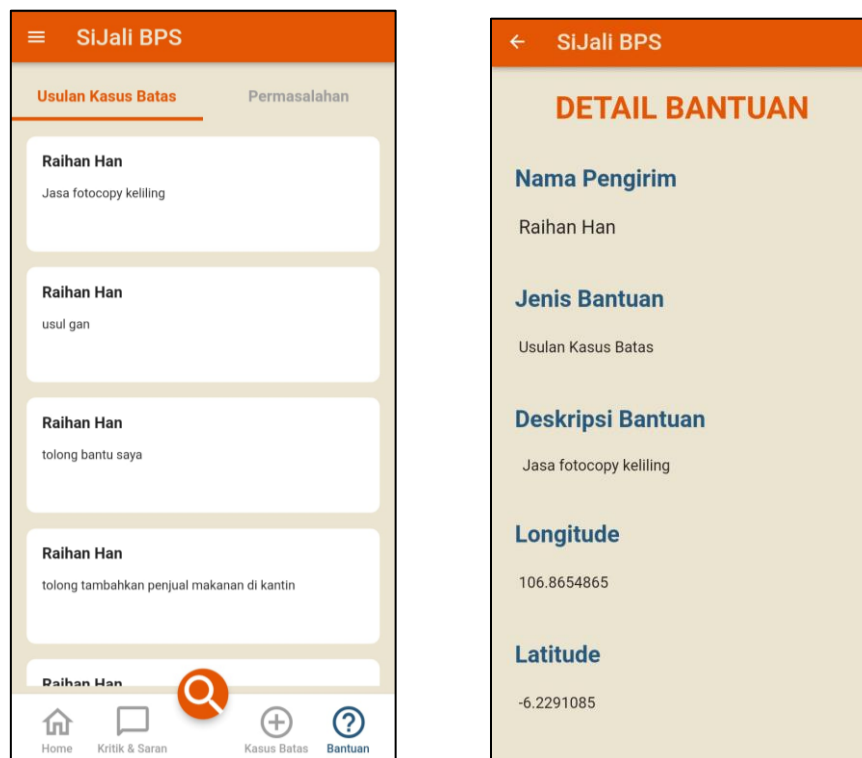 SiJali BPS
Usulan Kasus Batas
Permasalahan
Raihan Han
Jasa fotocopy keliling
Raihan Han
usul gan
Raihan Han
tolong bantu saya
Raihan Han
tolong tambahkan penjual makanan di kantin
Raihan Han
Home
Kritik & Saran
Kasus Batas
Bantuan
SiJali BPS
DETAIL BANTUAN
Nama Pengirim
Raihan Han
Jenis Bantuan
Usulan Kasus Batas
Deskripsi Bantuan
Jasa fotocopy keliling
Longitude
106.8654865
Latitude
-6.2291085